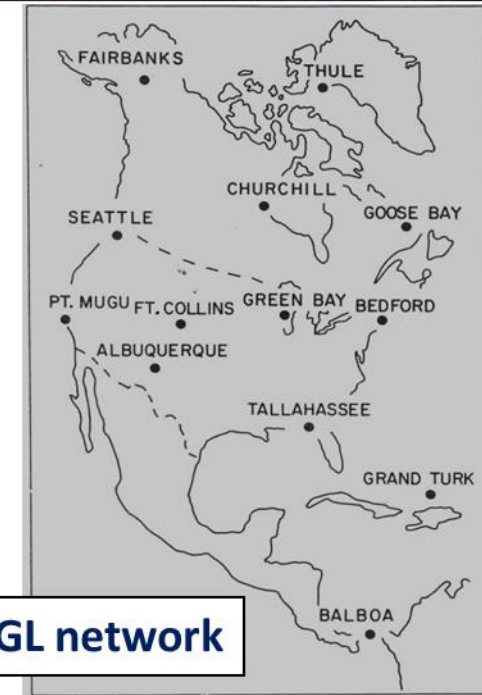 FAIRBANKS
THULE
CHURCHILL
GOOSE BAY
SEATTLE
PT. MUGU
FT. COLLINS
GREEN BAY
BEDFORD
ALBUQUERQUE
TALLAHASSEE
GRAND TURK
BALBOA
GL network